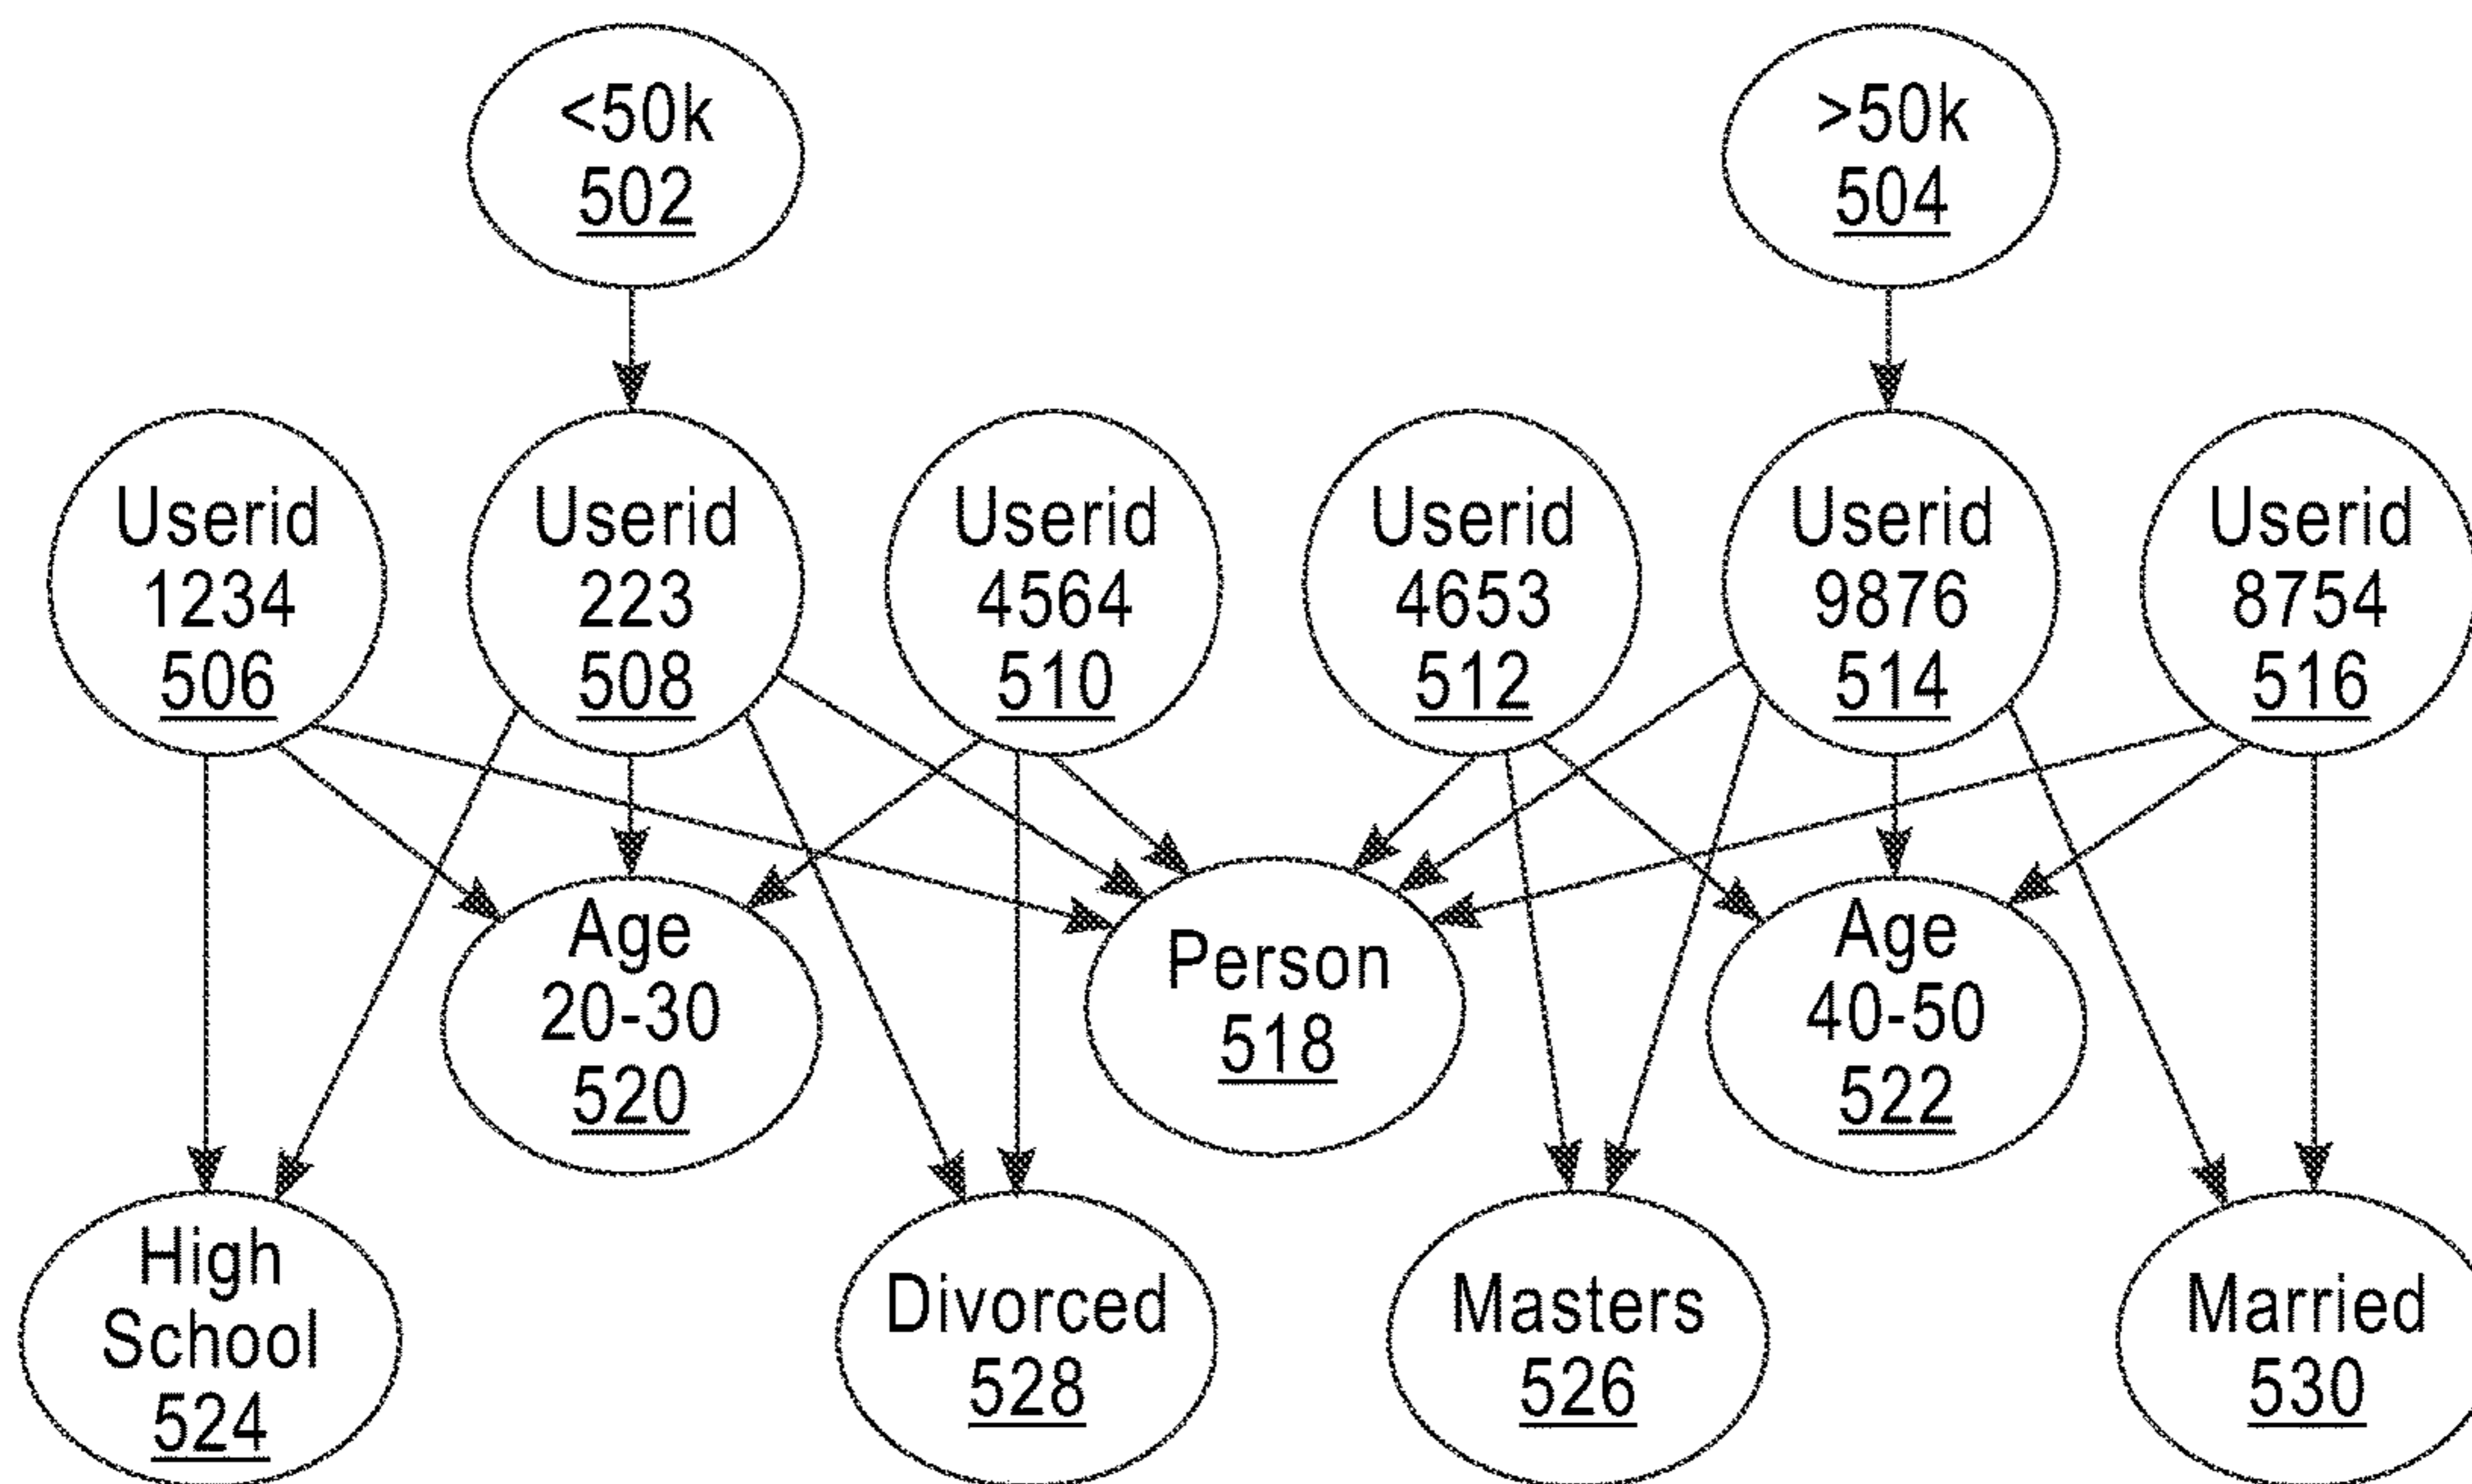 <50k
502
>50k
504
Userid
1234
506
Userid
223
508
Userid
4564
510
Userid
4653
512
Userid
9876
514
Userid
8754
516
Age
20-30
520
Person
518
Age
40-50
522
High
School
524
Divorced
528
Masters
526
Married
530